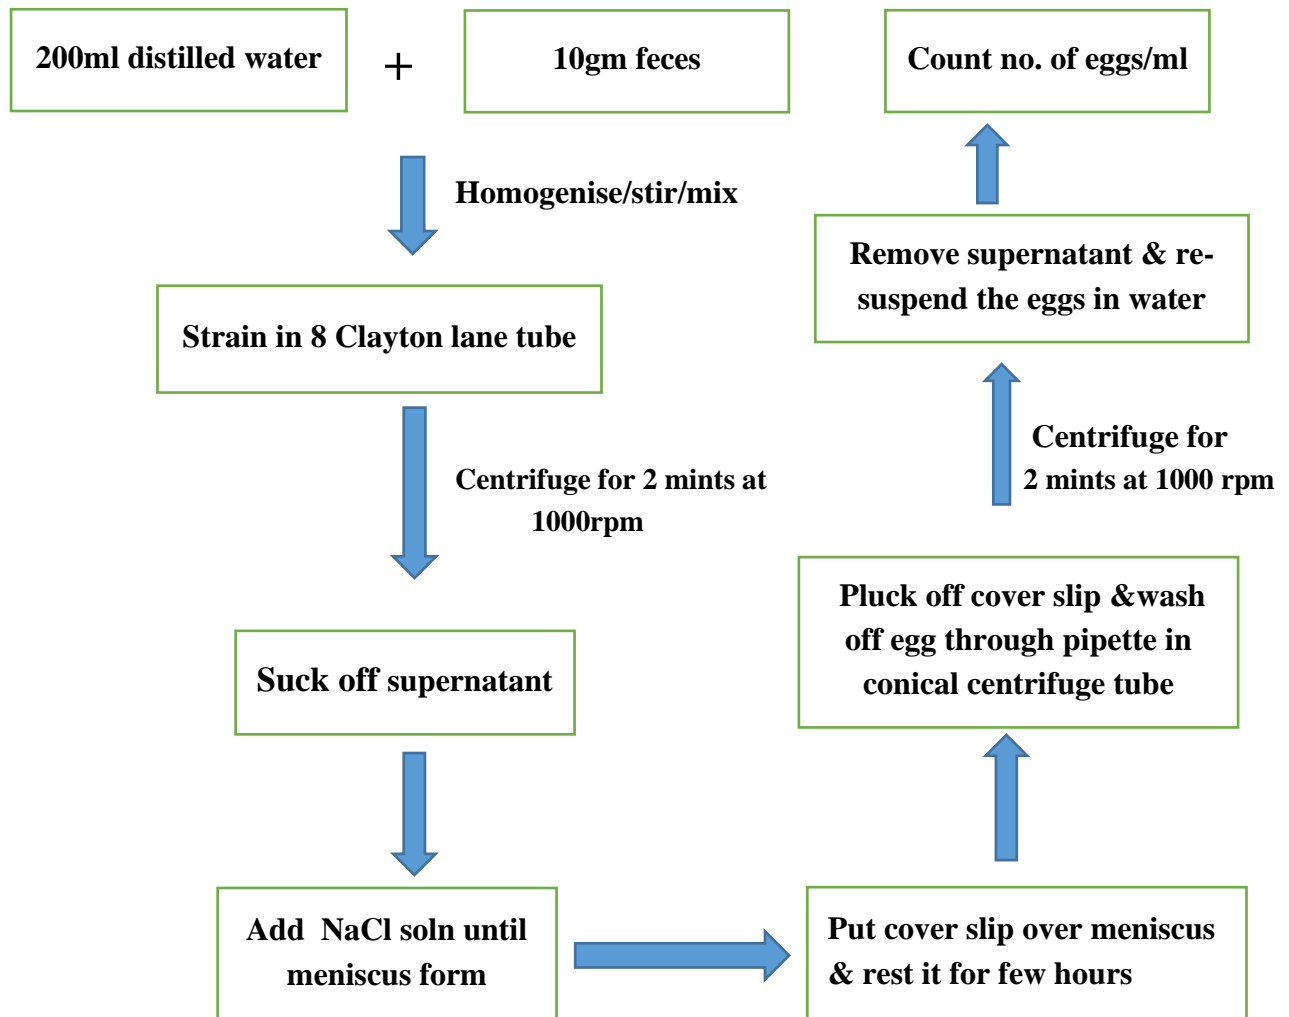 200ml distilled water
+
10gm feces
Homogenise/stir/mix
Strain in 8 Clayton lane tube
Centrifuge for 2 mints at
1000rpm
Suck off supernatant
Add NaCl soln until
meniscus form
Put cover slip over meniscus
& rest it for few hours
Pluck off cover slip &wash
off egg through pipette in
conical centrifuge tube
Centrifuge for
2 mints at 1000 rpm
Remove supernatant & re-
suspend the eggs in water
Count no. of eggs/ml